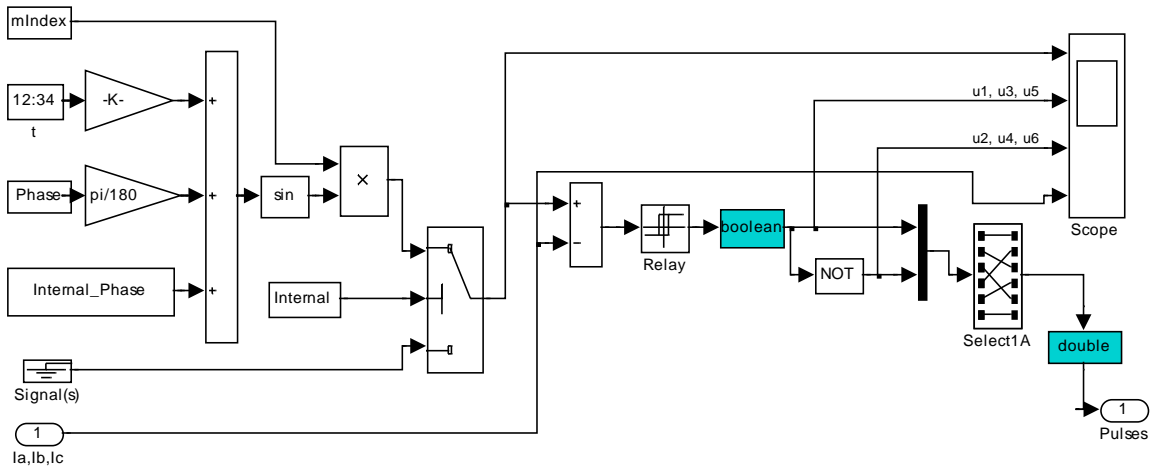 mIndex
12:34
t
-K-
Phase
pi/180
Internal_Phase
+
+
+
sin
×
Internal
Signal(s)
1
Ia,Ib,Ic
+
−
Relay
boolean
NOT
u1, u3, u5
u2, u4, u6
Scope
Select1A
double
1
Pulses